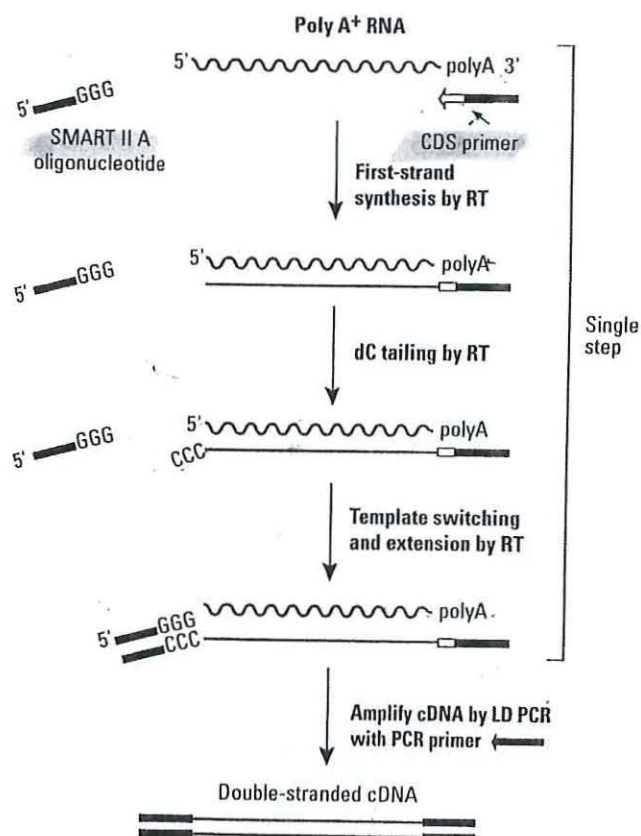 Poly A+ RNA
5' polyA 3'
5' GGG
SMART II A
oligonucleotide
CDS primer
First-strand
synthesis by RT
5' polyA
5' GGG
Single
step
dC tailing by RT
5' polyA
5' GGG
CCC
Template switching
and extension by RT
polyA
5' GGG
CCC
Amplify cDNA by LD PCR
with PCR primer
Double-stranded cDNA